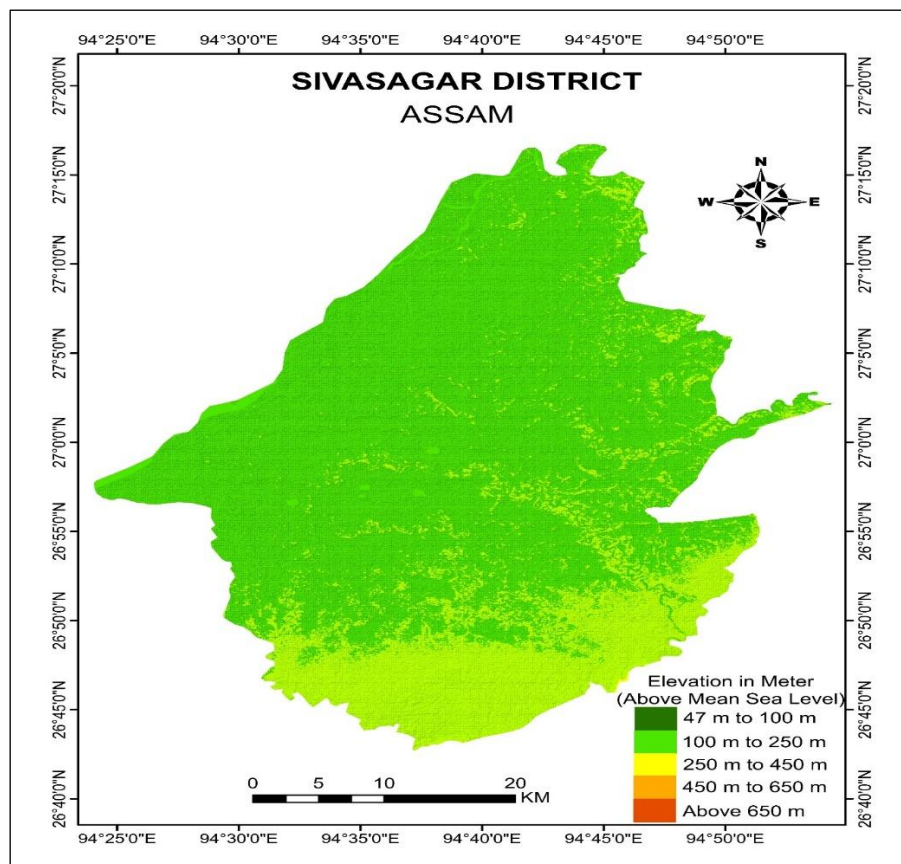 94°25'0"E 94°30'0"E 94°35'0"E 94°40'0"E 94°45'0"E 94°50'0"E
SIVASAGAR DISTRICT
ASSAM
N
W E
S
27°20'0"N 27°20'0"N
27°15'0"N 27°15'0"N
27°10'0"N 27°10'0"N
27°5'0"N 27°5'0"N
27°0'0"N 27°0'0"N
26°55'0"N 26°55'0"N
26°50'0"N 26°50'0"N
26°45'0"N 26°45'0"N
26°40'0"N 26°40'0"N
Elevation in Meter
(Above Mean Sea Level)
47 m to 100 m
100 m to 250 m
250 m to 450 m
450 m to 650 m
Above 650 m
0 5 10 20
KM
94°25'0"E 94°30'0"E 94°35'0"E 94°40'0"E 94°45'0"E 94°50'0"E